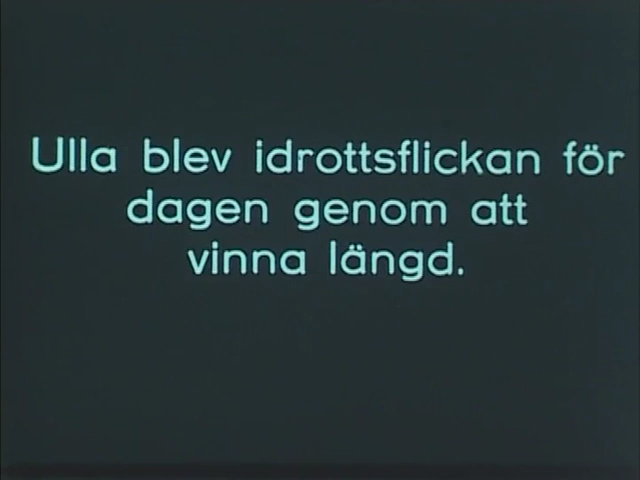 Ulla blev idrottsflickan för
dagen genom att
vinna längd.